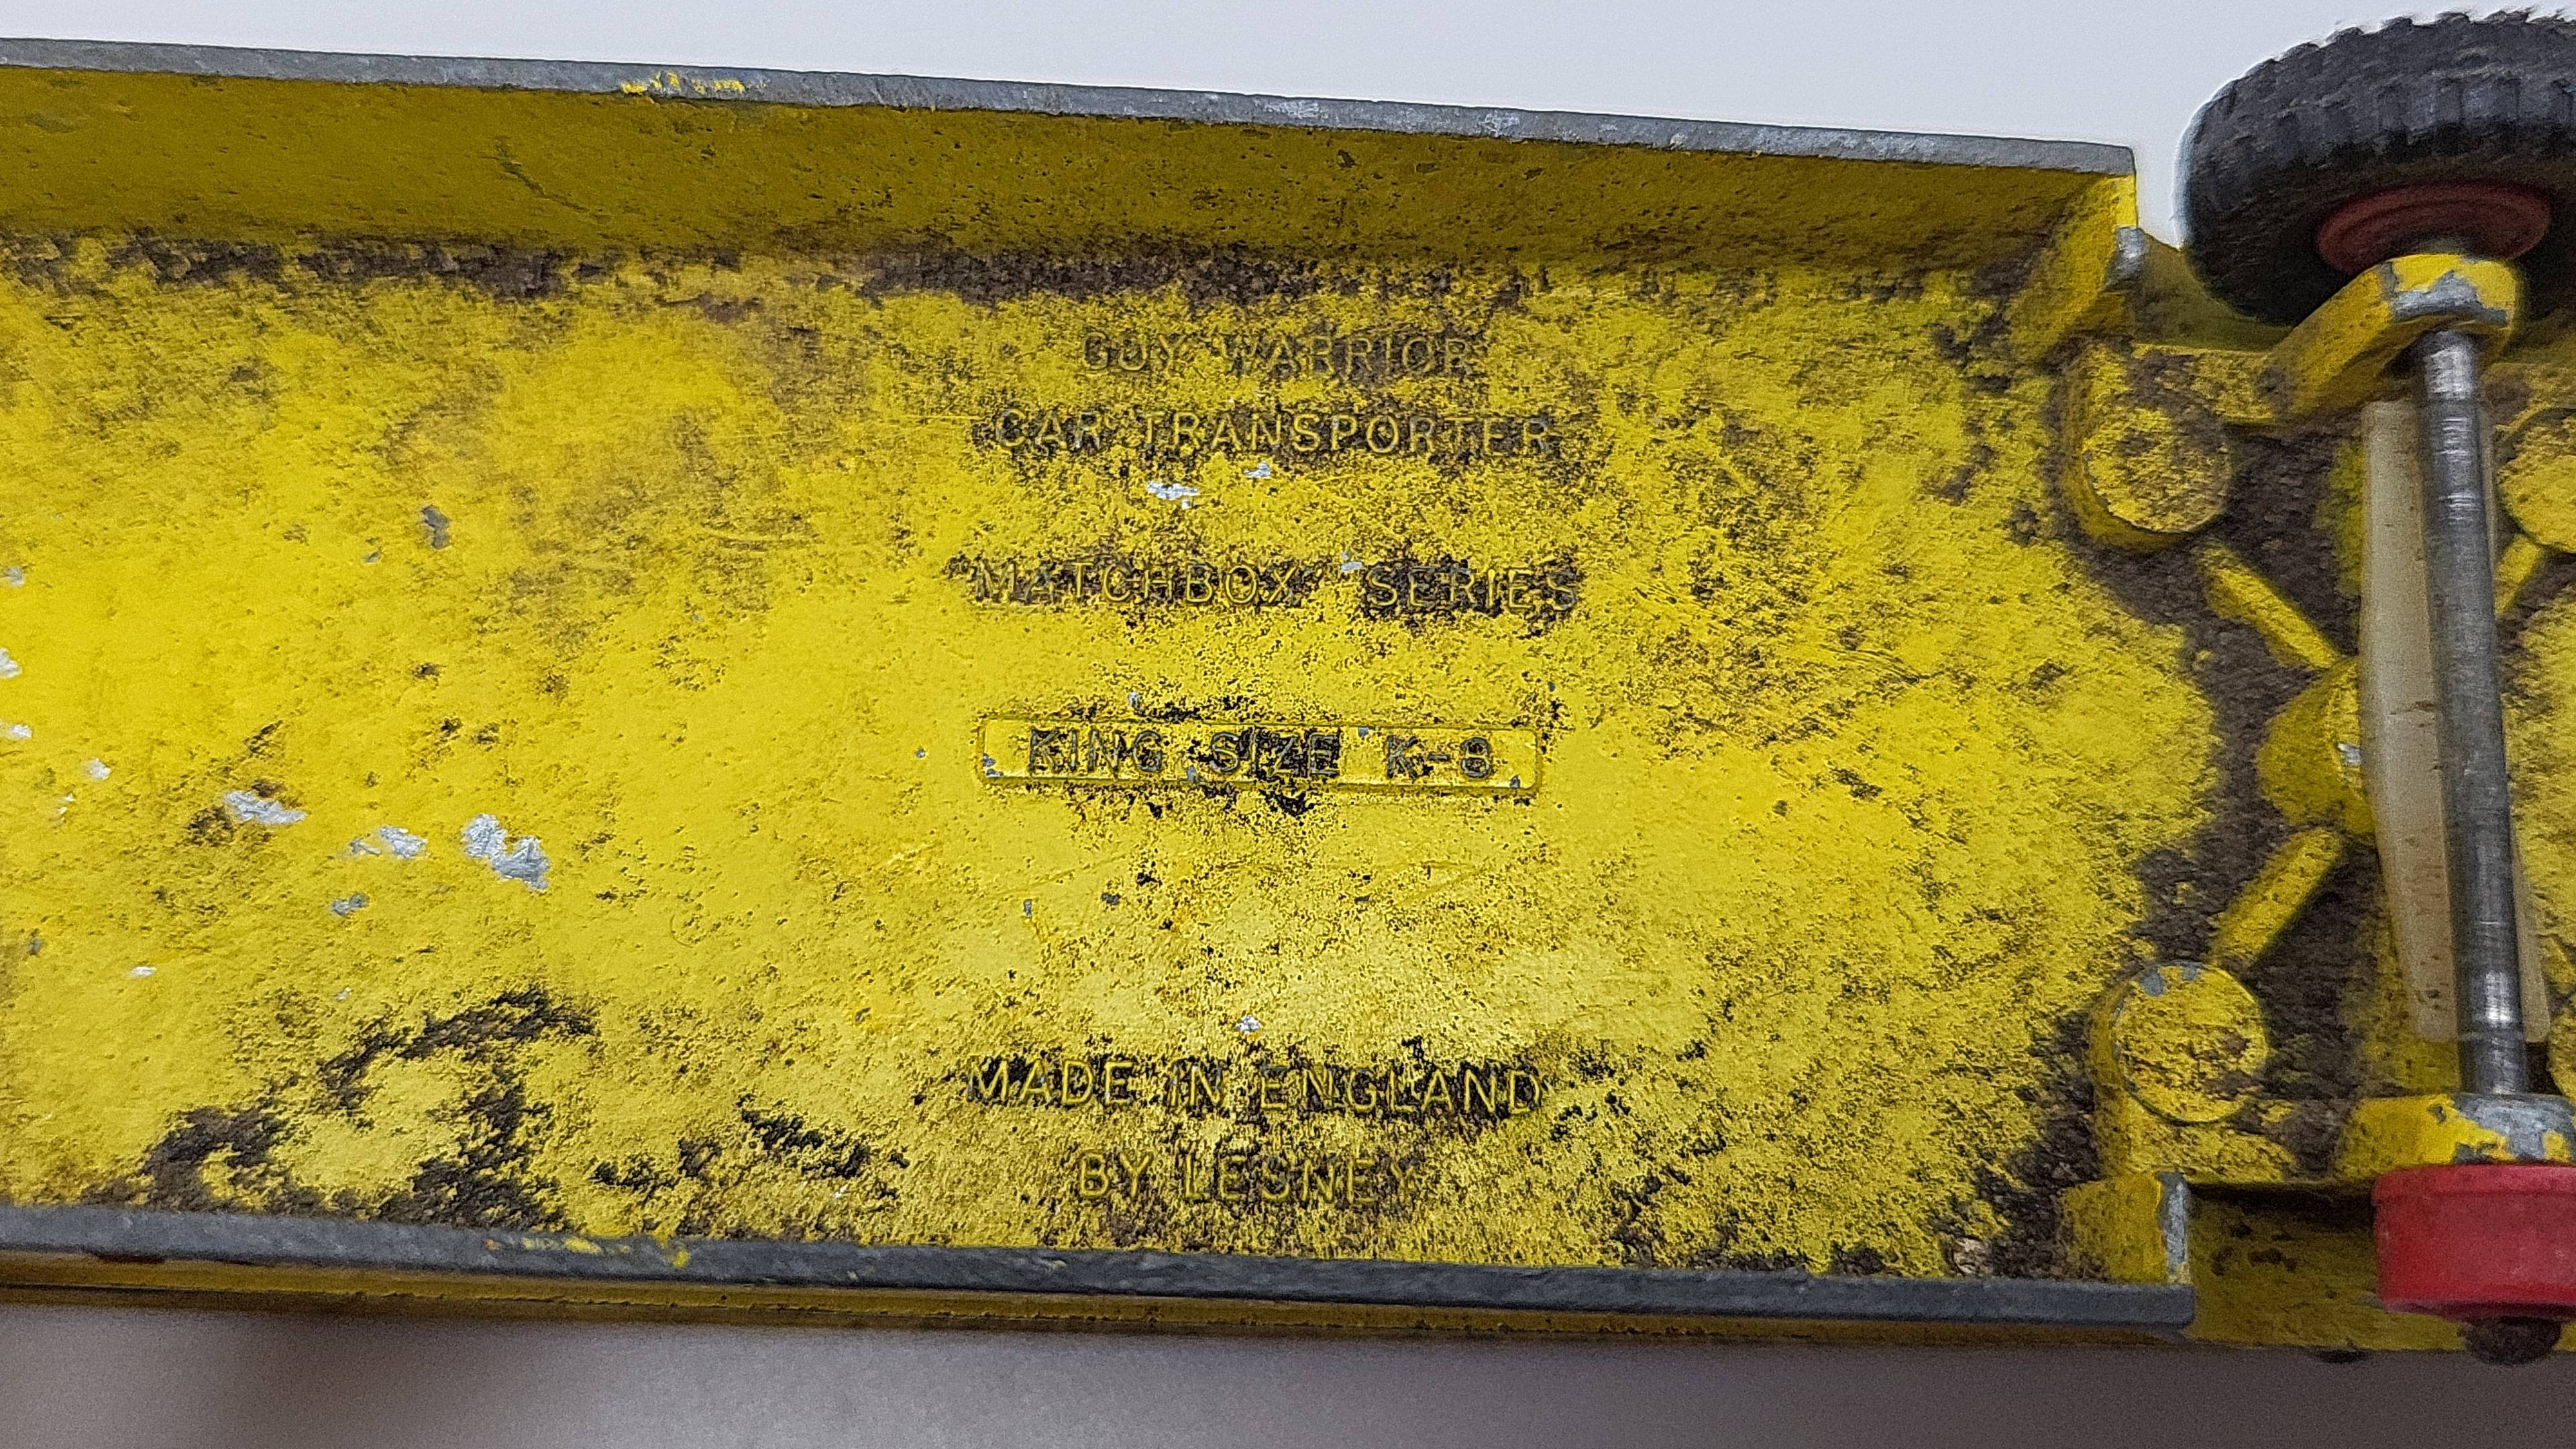 GUY WARRIOR
CAR TRANSPORTER
"MATCHBOX" SERIES
KING SIZE K-8
MADE IN ENGLAND
BY LESNEY